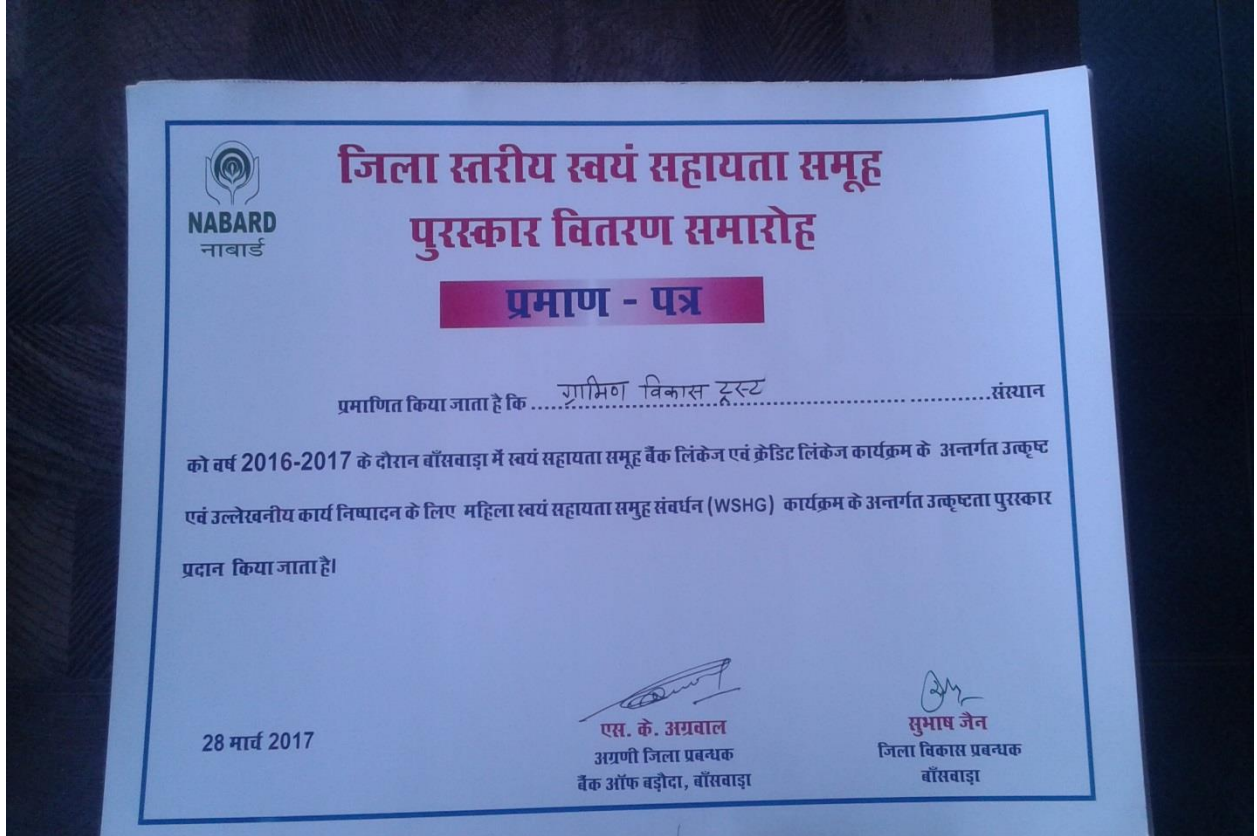 जिला स्तरीय स्वयं सहायता समूह
पुरस्कार वितरण समारोह
NABARD
नाबार्ड
प्रमाण - पत्र
प्रमाणित किया जाता है कि ..... ग्रामिण विकास ट्रस्ट ..... संस्थान
को वर्ष 2016-2017 के दौरान बाँसवाड़ा में स्वयं सहायता समूह बैंक लिंकेज एवं क्रेडिट लिंकेज कार्यक्रम के अन्तर्गत उत्कृष्ट
एवं उल्लेखनीय कार्य निष्पादन के लिए महिला स्वयं सहायता समुह संवर्धन (WSHG) कार्यक्रम के अन्तर्गत उत्कृष्टता पुरस्कार
प्रदान किया जाता है।
28 मार्च 2017
एस. के. अग्रवाल
अग्रणी जिला प्रबन्धक
बैंक ऑफ बड़ौदा, बाँसवाड़ा
सुभाष जैन
जिला विकास प्रबन्धक
बाँसवाड़ा